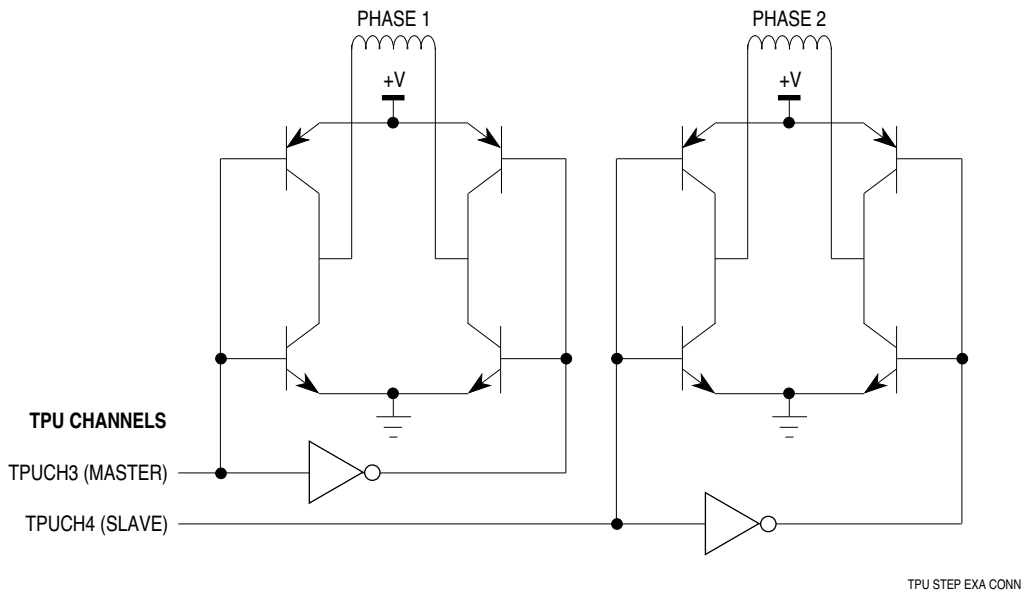 PHASE 1
PHASE 2
+V
+V
TPU CHANNELS
TPUCH3 (MASTER)
TPUCH4 (SLAVE)
TPU STEP EXA CONN